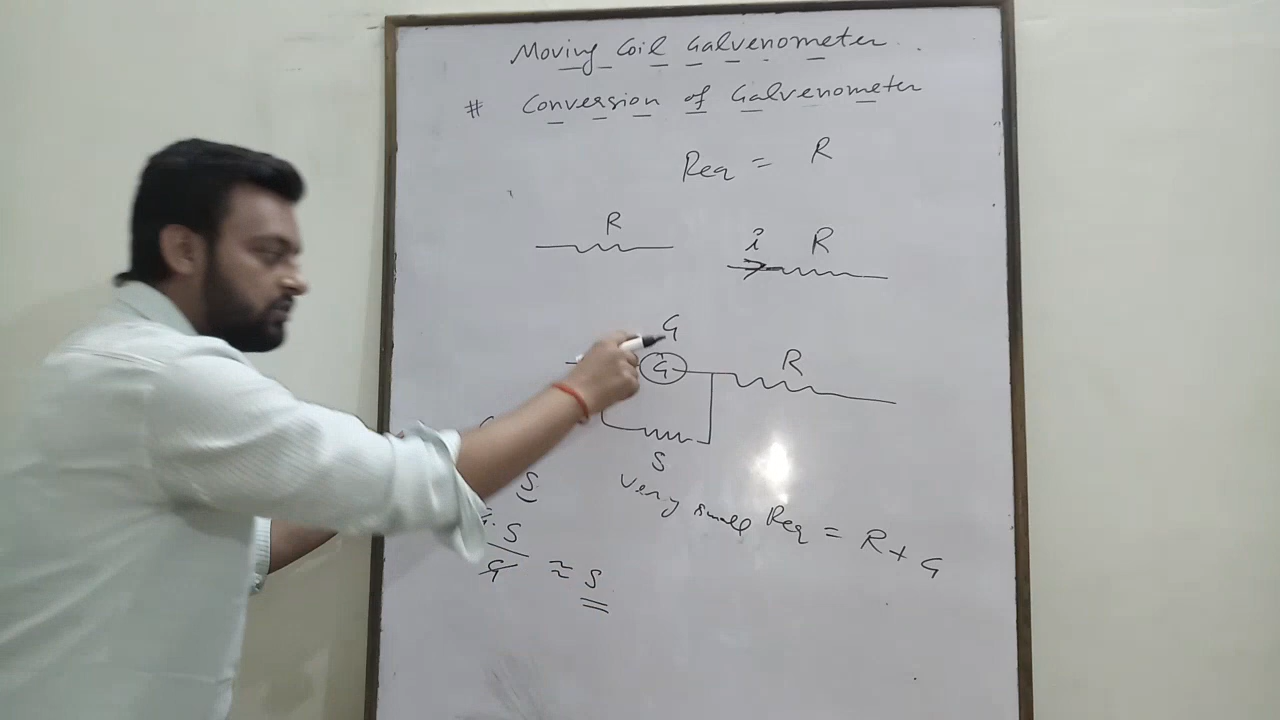 Moving Coil Galvenometer
# Conversion of Galvenometer
Req = R
R
i R
G
G R
S
S
very small Req = R + G
G. S
G ≈ S